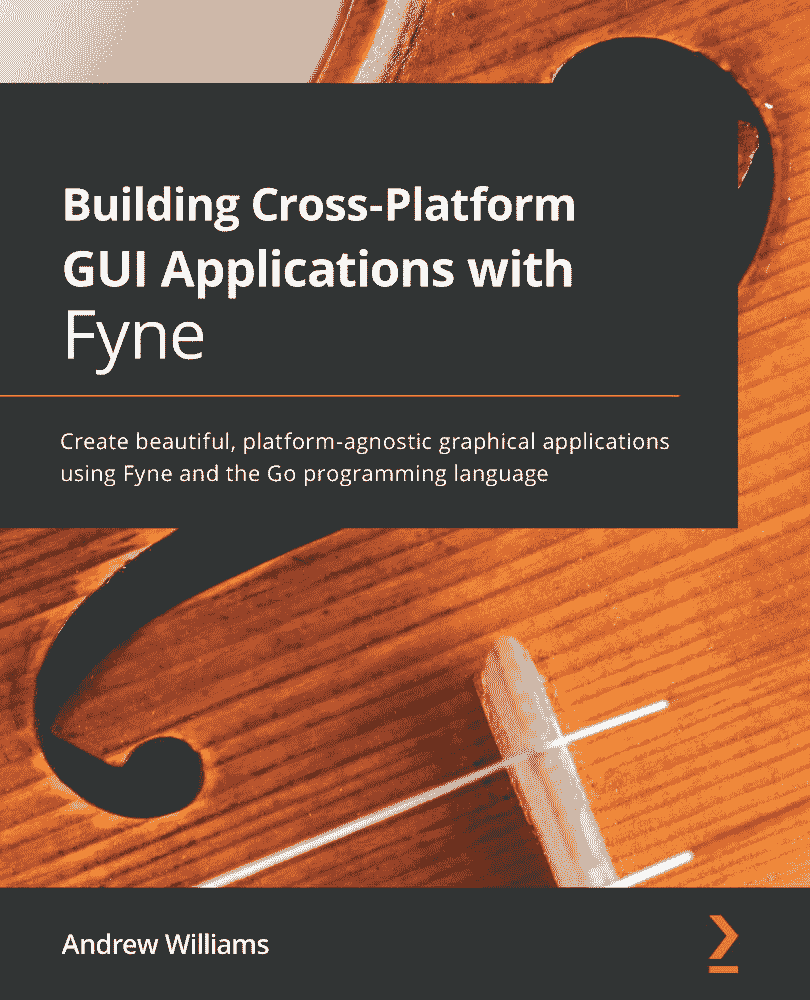 Building Cross-Platform
GUI Applications with
Fyne
Create beautiful, platform-agnostic graphical applications
using Fyne and the Go programming language
Andrew Williams